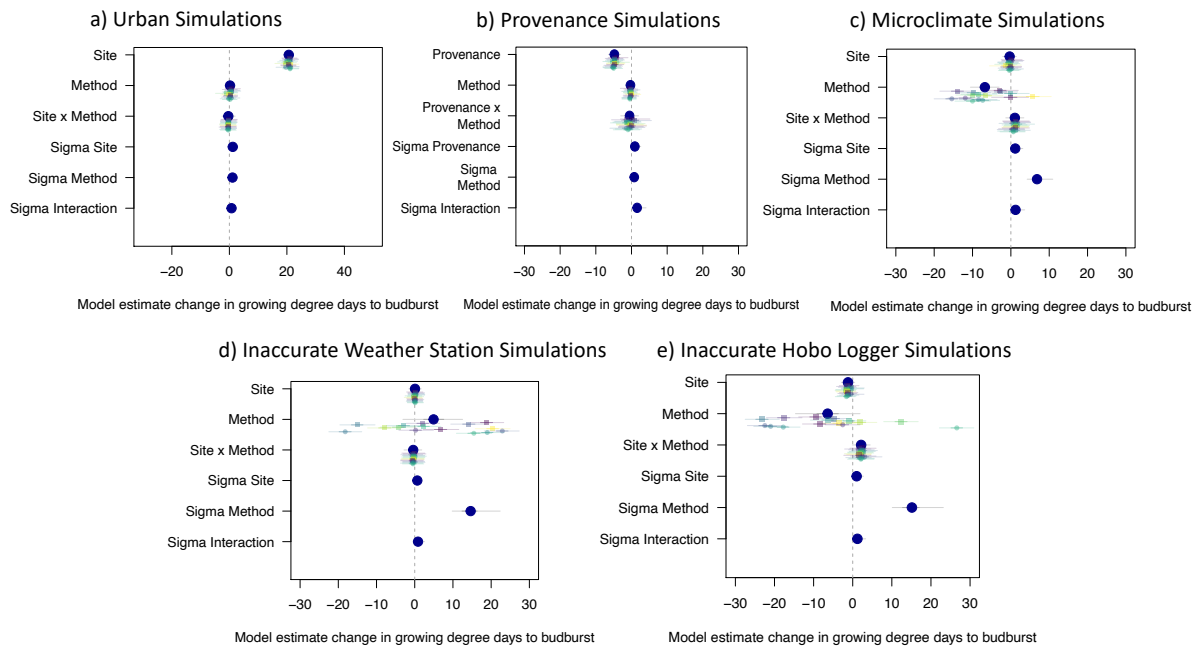 a) Urban Simulations
Site
Method
Site x Method
Sigma Site
Sigma Method
Sigma Interaction
−20 0 20 40
Model estimate change in growing degree days to budburst
b) Provenance Simulations
Provenance
Method
Provenance x
Method
Sigma Provenance
Sigma
Method
Sigma Interaction
−30 −20 −10 0 10 20 30
Model estimate change in growing degree days to budburst
c) Microclimate Simulations
Site
Method
Site x Method
Sigma Site
Sigma Method
Sigma Interaction
−30 −20 −10 0 10 20 30
Model estimate change in growing degree days to budburst
d) Inaccurate Weather Station Simulations
Site
Method
Site x Method
Sigma Site
Sigma Method
Sigma Interaction
−30 −20 −10 0 10 20 30
Model estimate change in growing degree days to budburst
e) Inaccurate Hobo Logger Simulations
Site
Method
Site x Method
Sigma Site
Sigma Method
Sigma Interaction
−30 −20 −10 0 10 20 30
Model estimate change in growing degree days to budburst